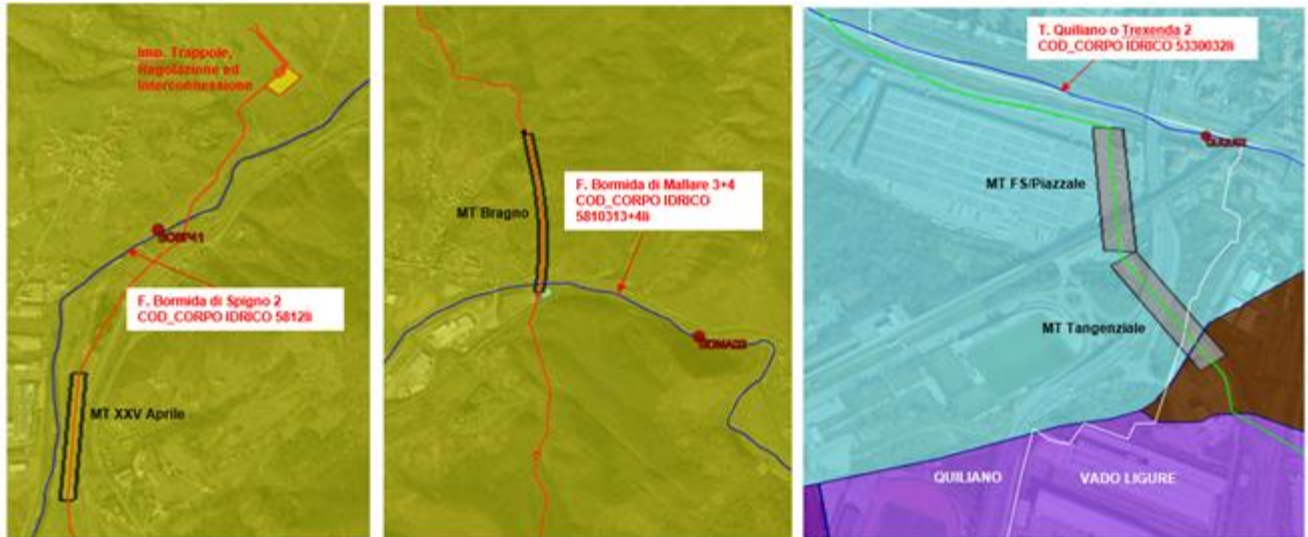 Imp. Trappole,
Regolazione ed
Interconnessione
F. Bormida di Spigno 2
COD_CORPO IDRICO 5812li
MT XXV Aprile
MT Bragno
F. Bormida di Mallare 3+4
COD_CORPO IDRICO
5810313+4li
T. Quiliano o Trexenda 2
COD_CORPO IDRICO 5330032li
MT FS/Piazzale
MT Tangenziale
QUILIANO
VADO LIGURE